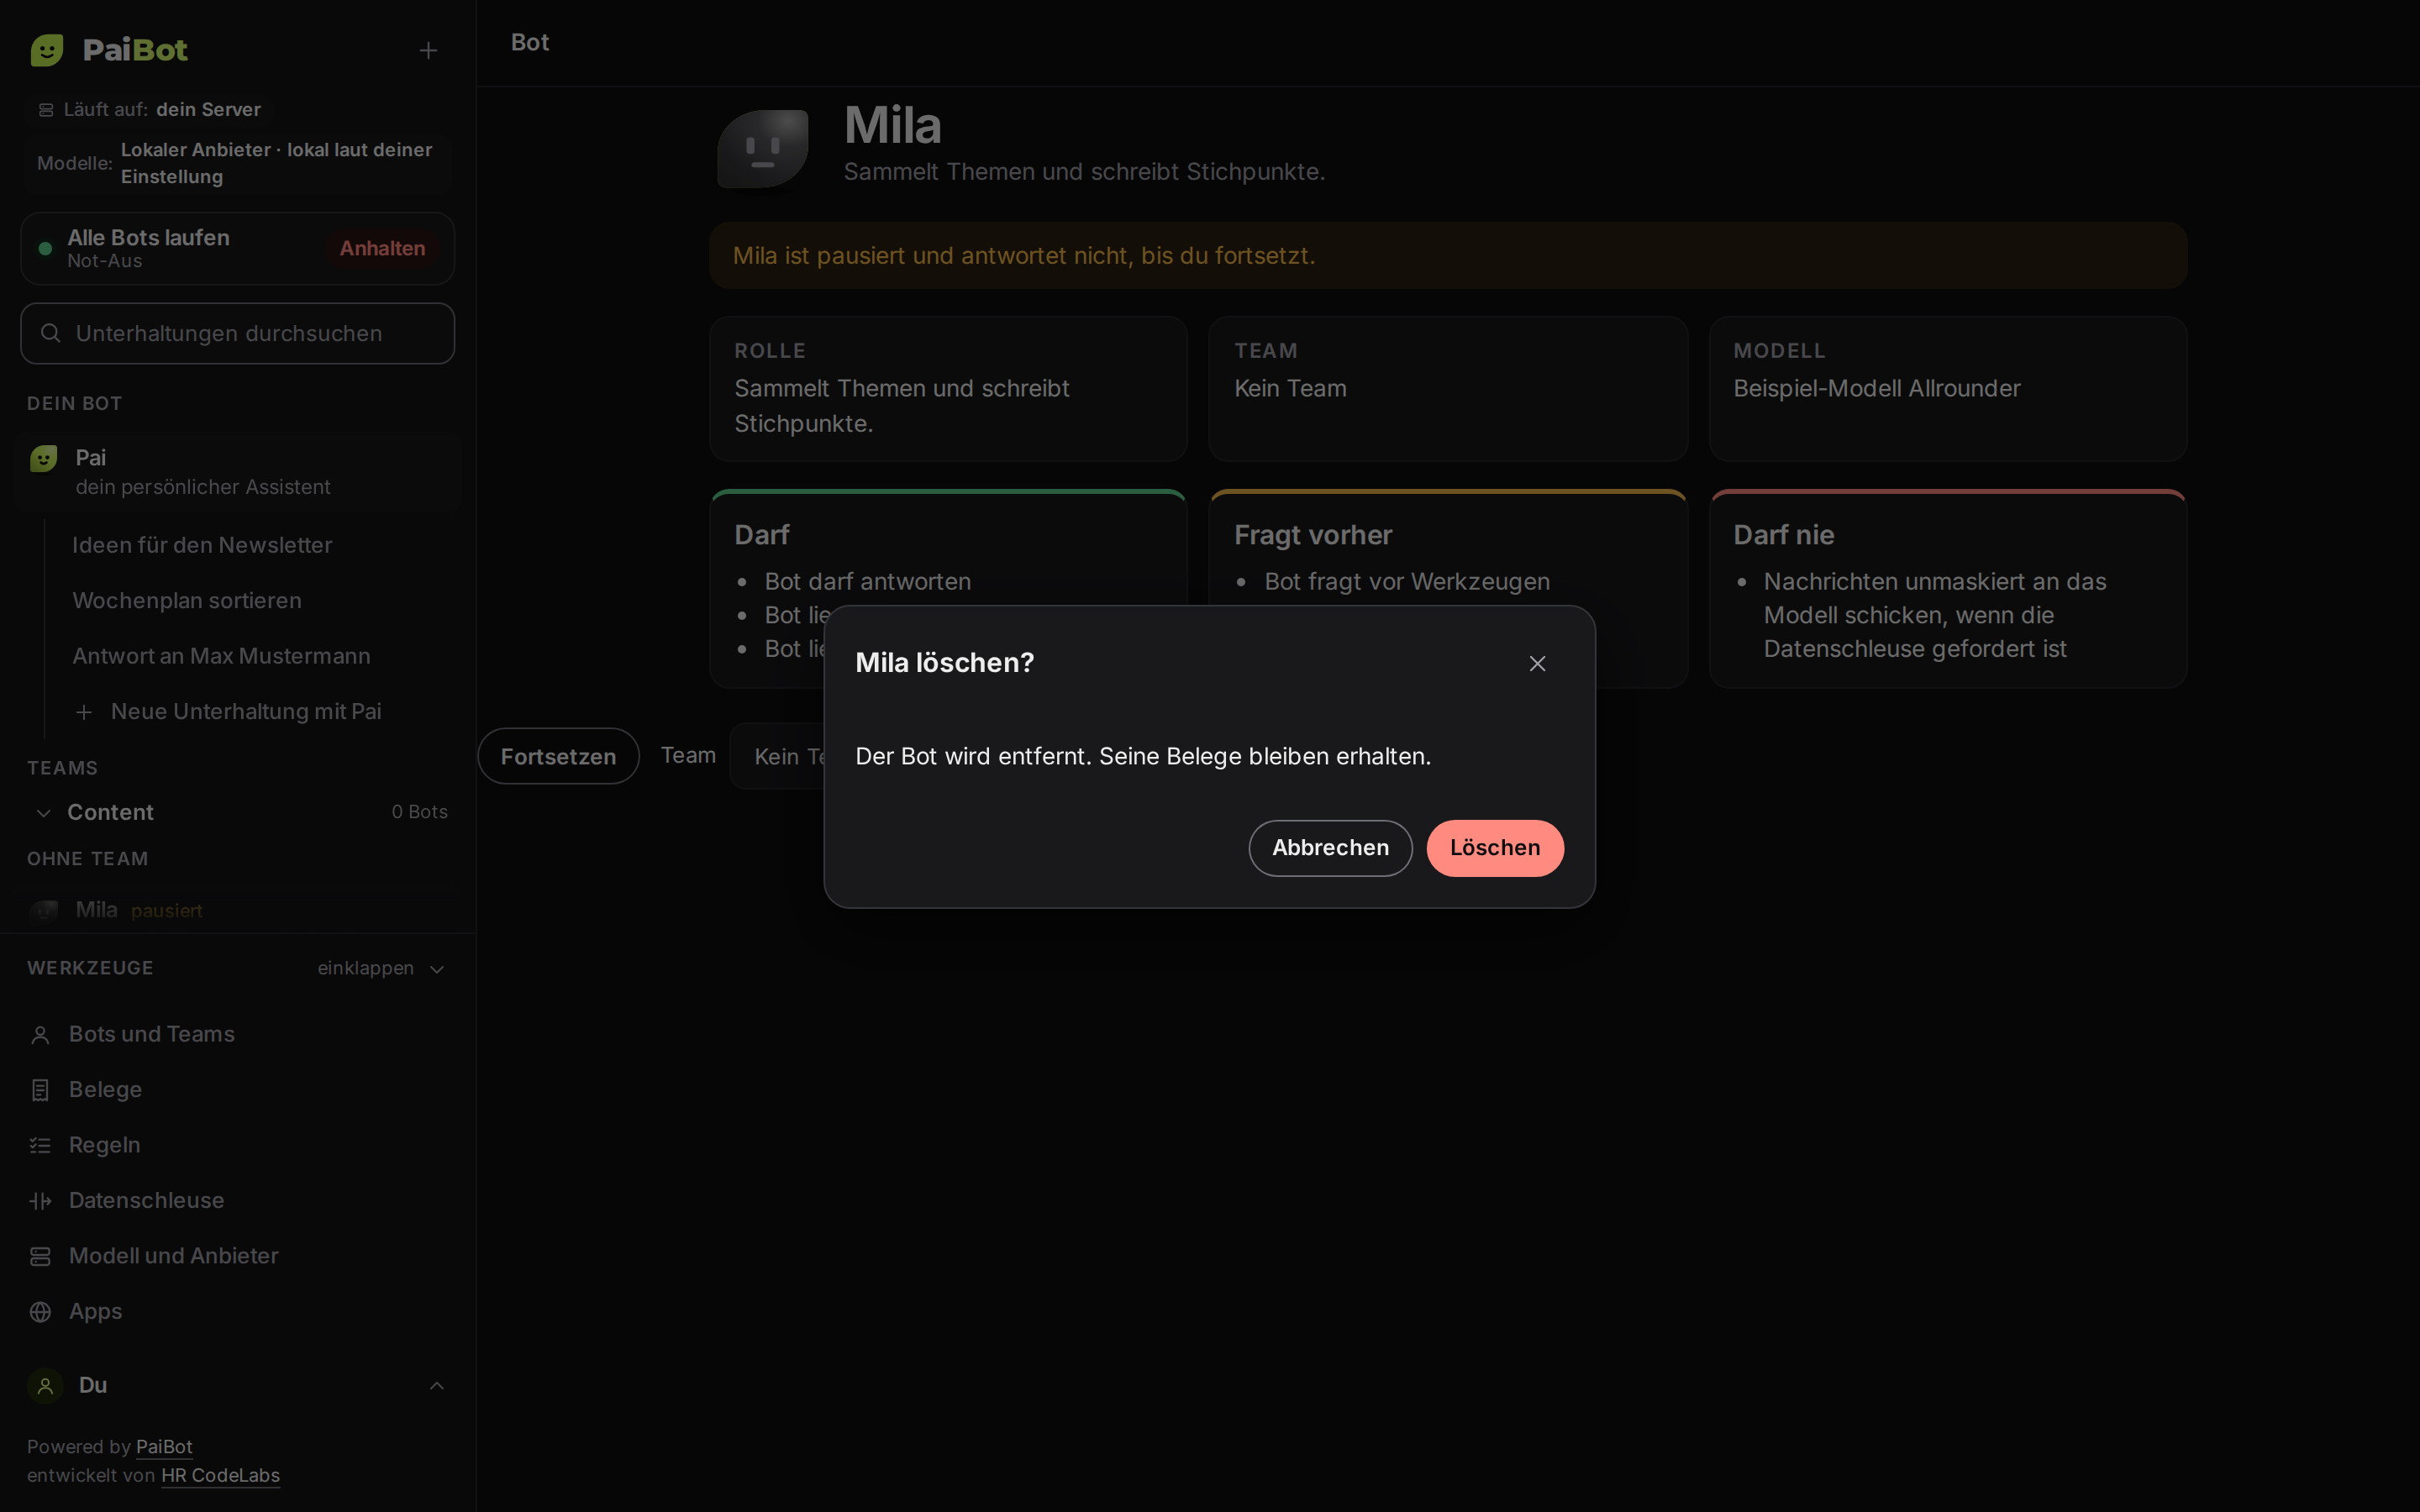 PaiBot
Läuft auf: dein Server
Modelle: Lokaler Anbieter · lokal laut deiner
Einstellung
Alle Bots laufen
Not-Aus
Anhalten
Unterhaltungen durchsuchen
DEIN BOT
Pai
dein persönlicher Assistent
Ideen für den Newsletter
Wochenplan sortieren
Antwort an Max Mustermann
Neue Unterhaltung mit Pai
TEAMS
Content 0 Bots
OHNE TEAM
Mila pausiert
WERKZEUGE einklappen
Bots und Teams
Belege
Regeln
Datenschleuse
Modell und Anbieter
Apps
Du
Powered by PaiBot
entwickelt von HR CodeLabs
Bot
Mila
Sammelt Themen und schreibt Stichpunkte.
Mila ist pausiert und antwortet nicht, bis du fortsetzt.
ROLLE
Sammelt Themen und schreibt
Stichpunkte.
TEAM
Kein Team
MODELL
Beispiel-Modell Allrounder
Darf
Bot darf antworten
Bot
Bot
Fragt vorher
Bot fragt vor Werkzeugen
Darf nie
Nachrichten unmaskiert an das
Modell schicken, wenn die
Datenschleuse gefordert ist
Fortsetzen Team Kein
Mila löschen?
Der Bot wird entfernt. Seine Belege bleiben erhalten.
Abbrechen Löschen